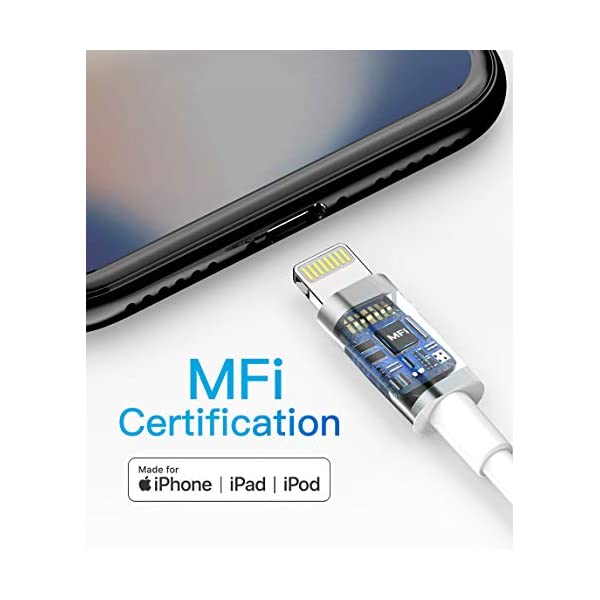 MFi
MFi
Certification
Made for
iPhone | iPad | iPod